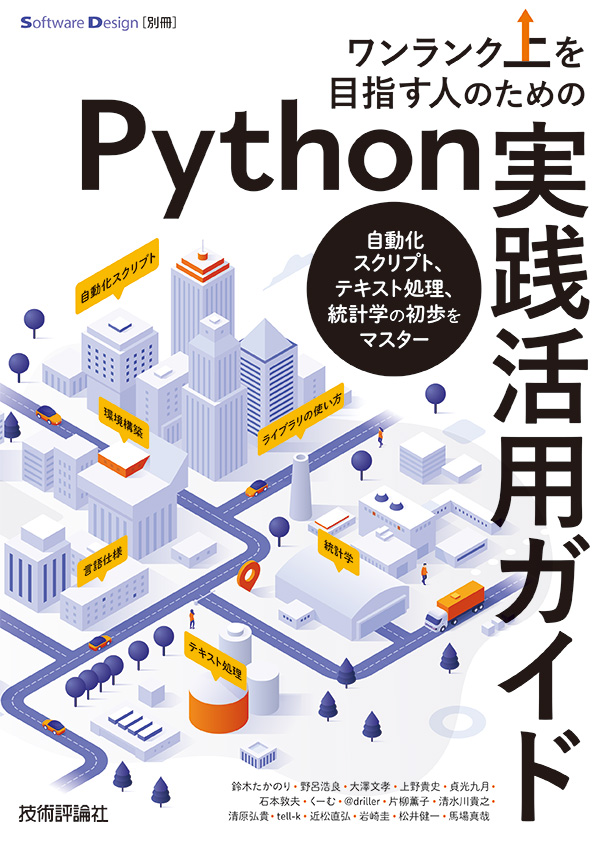 Software Design [別冊]
ワンランク上を
目指す人のための
Python
実践活用ガイド
自動化
スクリプト、
テキスト処理、
統計学の初歩を
マスター
自動化スクリプト
環境構築
ライブラリの使い方
言語仕様
統計学
テキスト処理
鈴木たかのり・野呂浩良・大澤文孝・上野貴史・貞光九月・
石本敦夫・くーむ・@driller・片柳薫子・清水川貴之・
清原弘貴・tell-k・近松直弘・岩崎圭・松井健一・馬場真哉
技術評論社